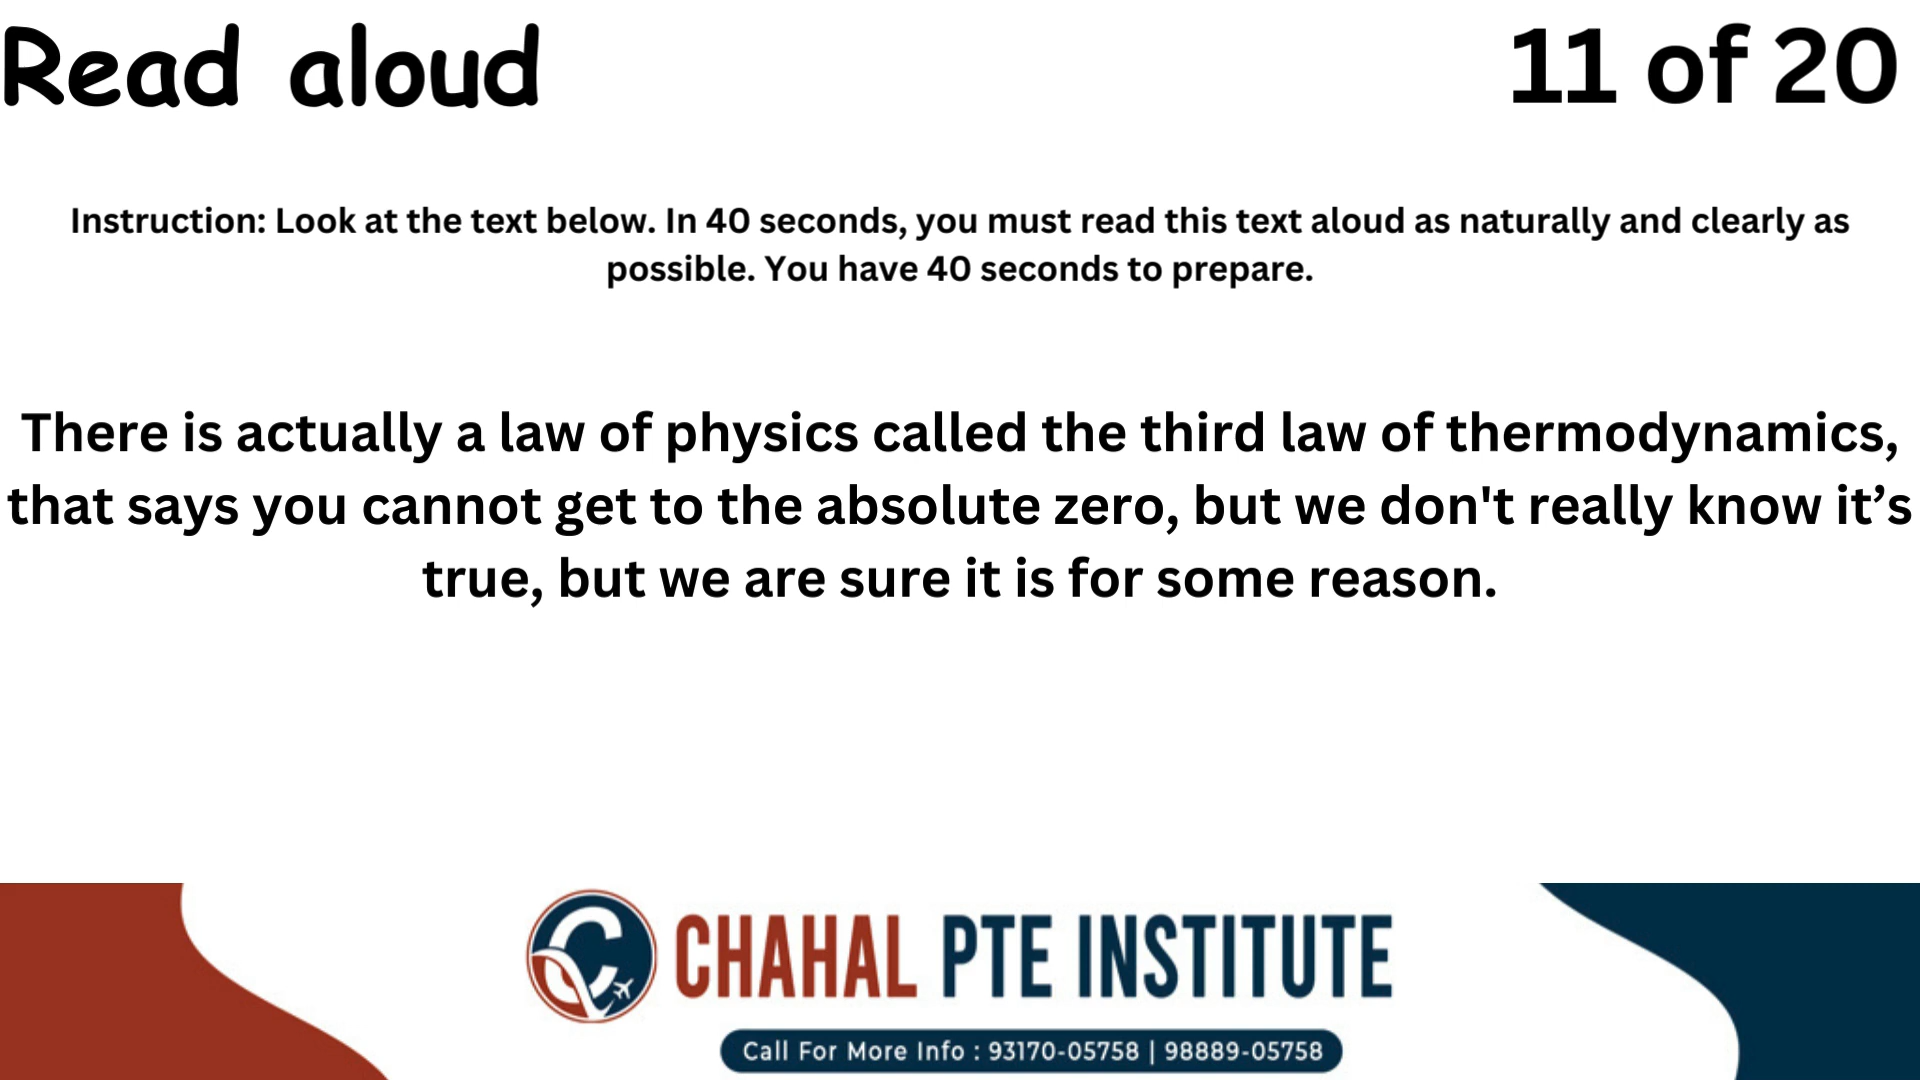 Read aloud
11 of 20
Instruction: Look at the text below. In 40 seconds, you must read this text aloud as naturally and clearly as
possible. You have 40 seconds to prepare.
There is actually a law of physics called the third law of thermodynamics,
that says you cannot get to the absolute zero, but we don't really know it’s
true, but we are sure it is for some reason.
CHAHAL PTE INSTITUTE
Call For More Info : 93170-05758 | 98889-05758